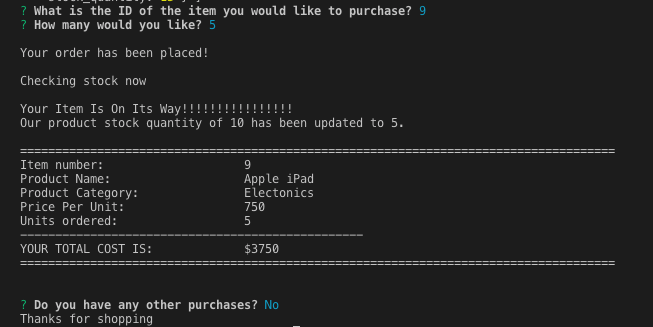 ? What is the ID of the item you would like to purchase? 9
? How many would you like? 5
Your order has been placed!
Checking stock now
Your Item Is On Its Way!!!!!!!!!!!!!!!!
Our product stock quantity of 10 has been updated to 5.
=====================================================================================
Item number: 9
Product Name: Apple iPad
Product Category: Electonics
Price Per Unit: 750
Units ordered: 5
-------------------------------------------------
YOUR TOTAL COST IS: $3750
=====================================================================================
? Do you have any other purchases? No
Thanks for shopping